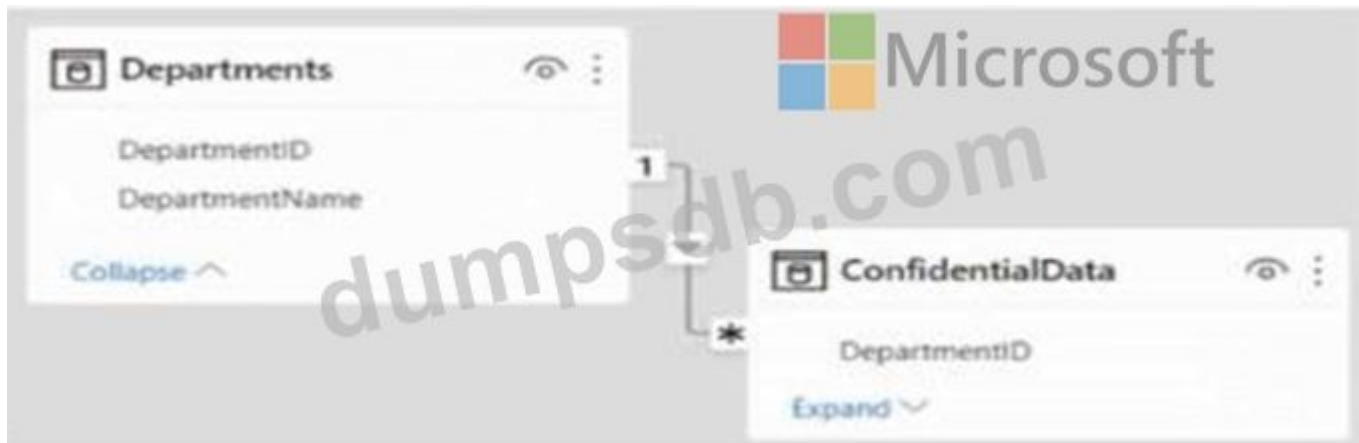 Microsoft
Departments
DepartmentID
DepartmentName
Collapse
1
*
ConfidentialData
DepartmentID
Expand
dumpsdb.com